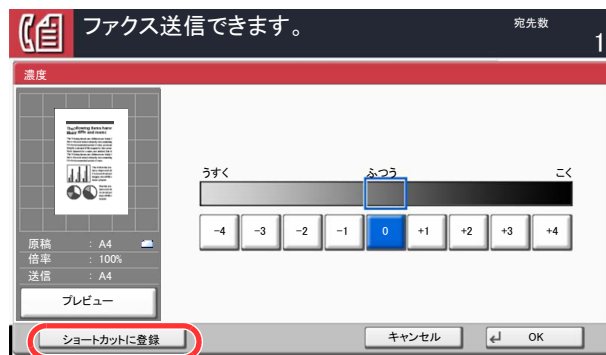 ファクス送信できます。
宛先数
1
濃度
うすく ふつう こく
-4 -3 -2 -1 0 +1 +2 +3 +4
原稿 : A4
倍率 : 100%
送信 : A4
プレビュー
ショートカットに登録 キャンセル OK